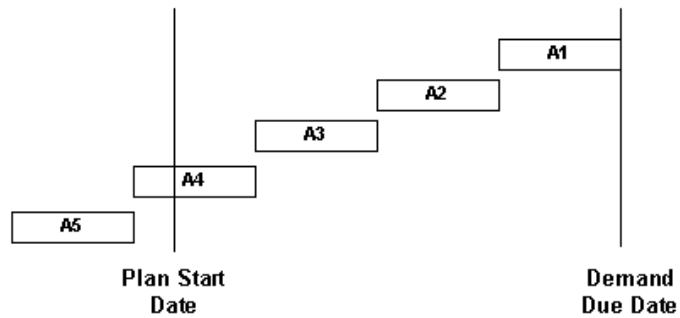 A1
A2
A3
A4
A5
Plan Start
Date
Demand
Due Date